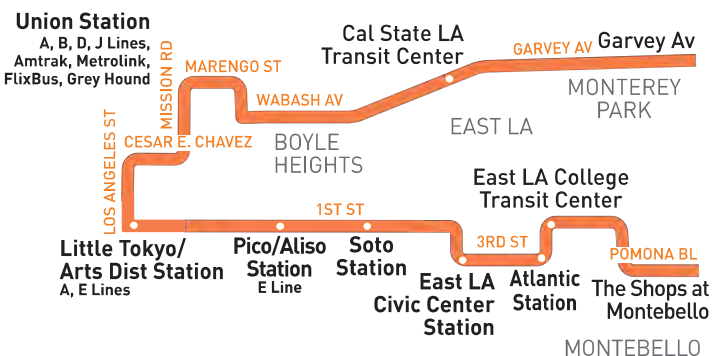 Union Station
A, B, D, J Lines,
Amtrak, Metrolink,
FlixBus, Grey Hound
MISSION RD
MARENGO ST
WABASH AV
Cal State LA
Transit Center
GARVEY AV
Garvey Av
MONTEREY
PARK
EAST LA
BOYLE
HEIGHTS
CESAR E. CHAVEZ
LOS ANGELES ST
1ST ST
East LA College
Transit Center
Little Tokyo/
Arts Dist Station
A, E Lines
Pico/Aliso
Station
E Line
Soto
Station
3RD ST
East LA
Civic Center
Station
Atlantic
Station
POMONA BL
The Shops at
Montebello
MONTEBELLO